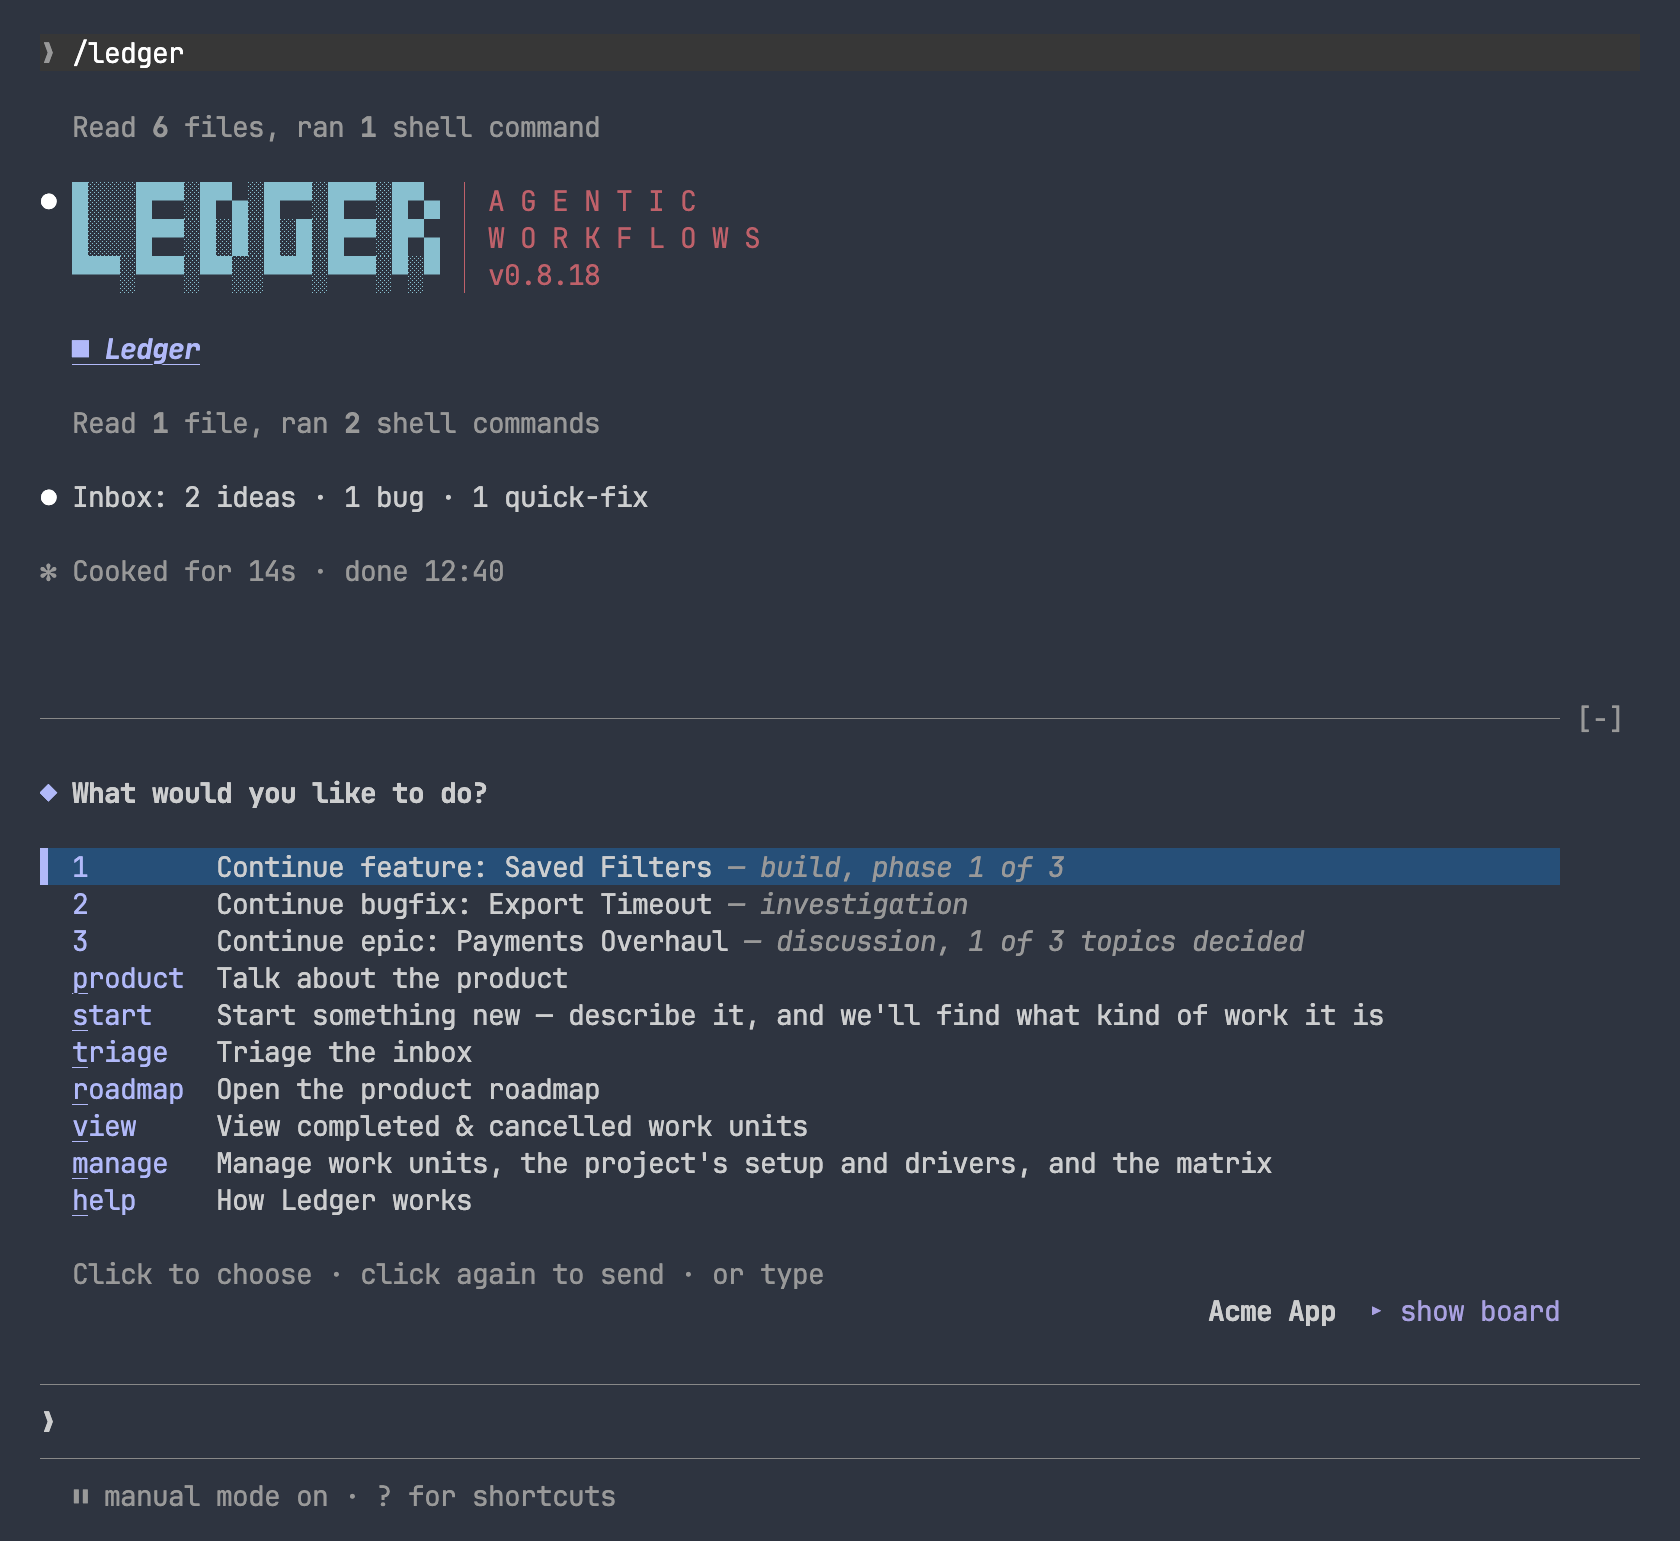 ❯ /ledger
Read 6 files, ran 1 shell command
LEDGER
AGENTIC
WORKFLOWS
v0.8.18
■ Ledger
Read 1 file, ran 2 shell commands
● Inbox: 2 ideas · 1 bug · 1 quick-fix
✻ Cooked for 14s · done 12:40
[-]
◆ What would you like to do?
1 Continue feature: Saved Filters — build, phase 1 of 3
2 Continue bugfix: Export Timeout — investigation
3 Continue epic: Payments Overhaul — discussion, 1 of 3 topics decided
product Talk about the product
start Start something new — describe it, and we'll find what kind of work it is
triage Triage the inbox
roadmap Open the product roadmap
view View completed & cancelled work units
manage Manage work units, the project's setup and drivers, and the matrix
help How Ledger works
Click to choose · click again to send · or type
Acme App ▸ show board
❯
⏸ manual mode on · ? for shortcuts